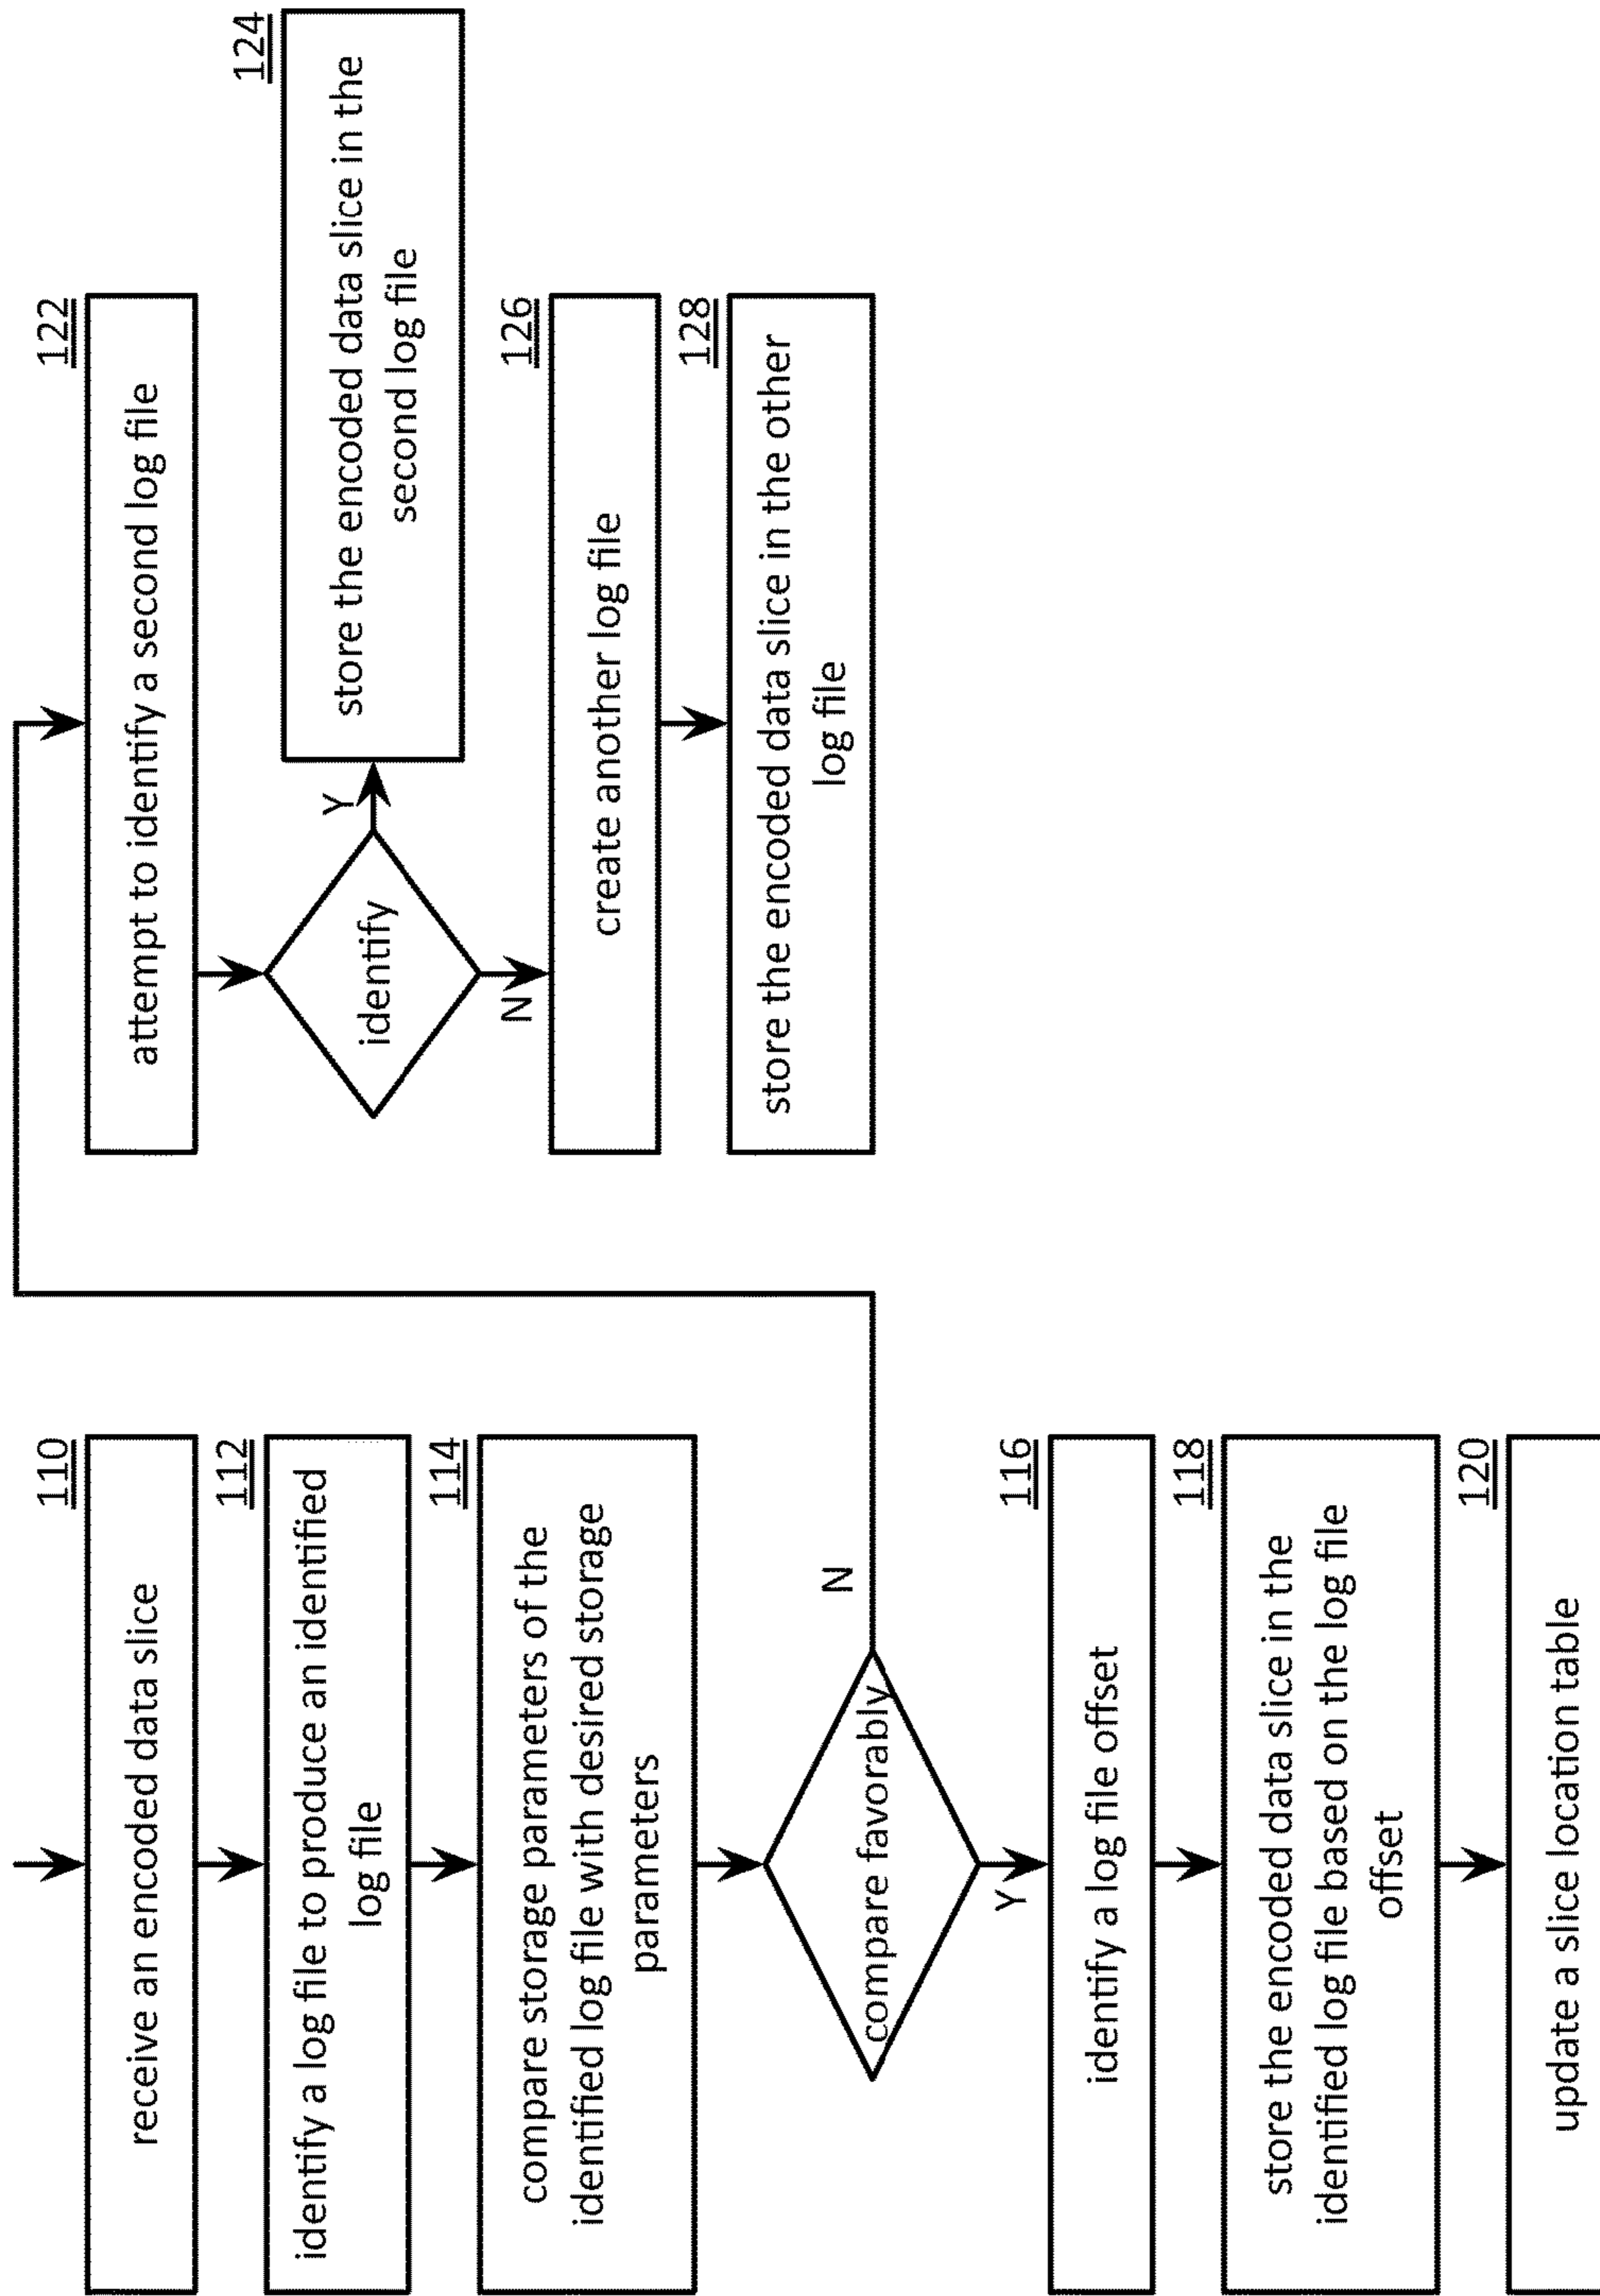 110
receive an encoded data slice
112
identify a log file to produce an identified
log file
114
compare storage parameters of the
identified log file with desired storage
parameters
compare favorably
N
Y
116
identify a log file offset
118
store the encoded data slice in the
identified log file based on the log file
offset
120
update a slice location table
122
attempt to identify a second log file
identify
Y
124
store the encoded data slice in the
second log file
N
126
create another log file
128
store the encoded data slice in the other
log file